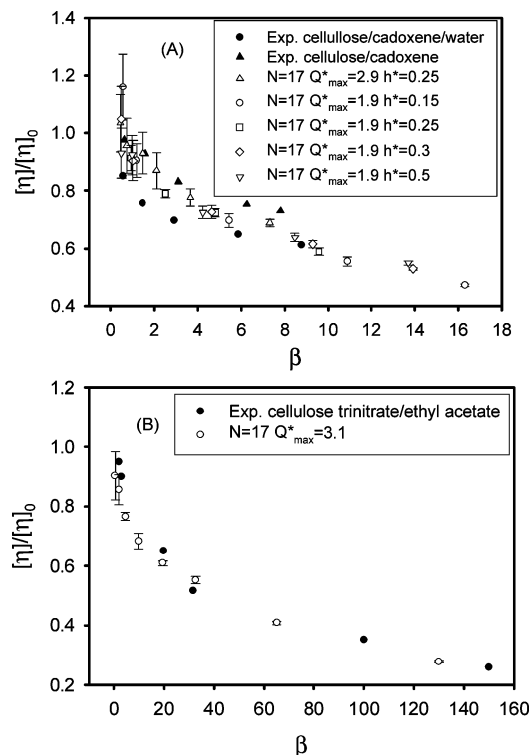 (A)
Exp. cellullose/cadoxene/water
Exp. cellulose/cadoxene
N=17 Q*max=2.9 h*=0.25
N=17 Q*max=1.9 h*=0.15
N=17 Q*max=1.9 h*=0.25
N=17 Q*max=1.9 h*=0.3
N=17 Q*max=1.9 h*=0.5
1.4
1.2
1.0
0.8
0.6
0.4
[η]/[η]0
0 2 4 6 8 10 12 14 16 18
β
(B)
Exp. cellulose trinitrate/ethyl acetate
N=17 Q*max=3.1
1.2
1.0
0.8
0.6
0.4
0.2
[η]/[η]0
0 20 40 60 80 100 120 140 160
β